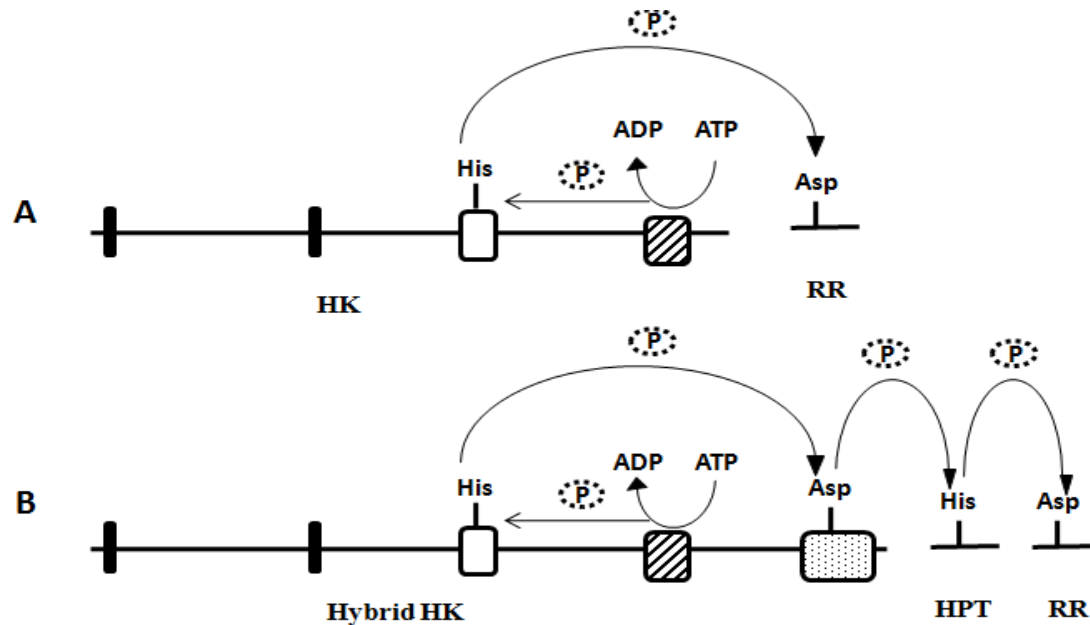 P
ADP ATP
His P Asp
A
HK RR
P P P
ADP ATP
His P Asp His Asp
B
Hybrid HK HPT RR